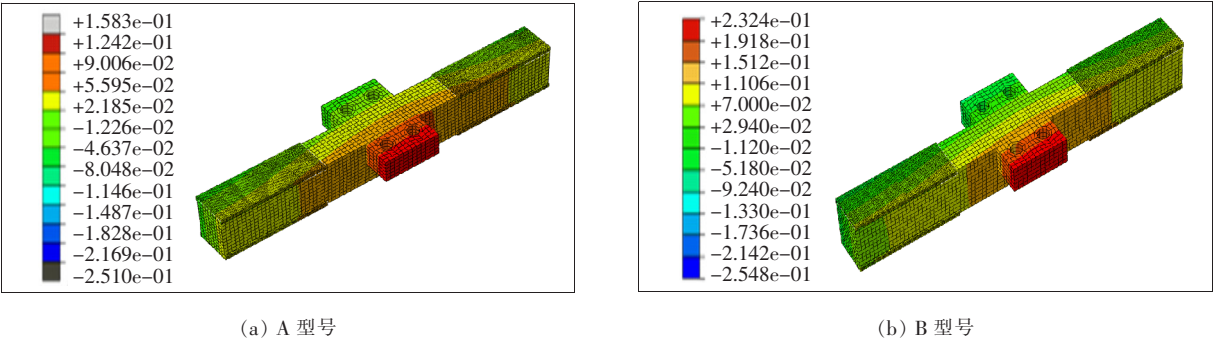 +1.583e-01
+1.242e-01
+9.006e-02
+5.595e-02
+2.185e-02
-1.226e-02
-4.637e-02
-8.048e-02
-1.146e-01
-1.487e-01
-1.828e-01
-2.169e-01
-2.510e-01
(a) A 型号
+2.324e-01
+1.918e-01
+1.512e-01
+1.106e-01
+7.000e-02
+2.940e-02
-1.120e-02
-5.180e-02
-9.240e-02
-1.330e-01
-1.736e-01
-2.142e-01
-2.548e-01
(b) B 型号